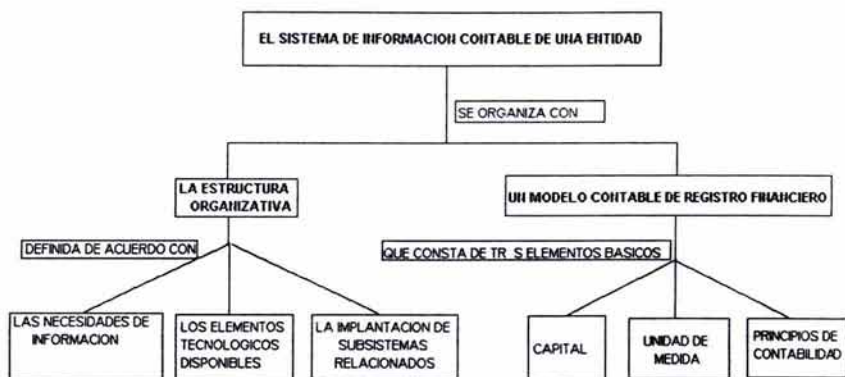 EL SISTEMA DE INFORMACION CONTABLE DE UNA ENTIDAD
SE ORGANIZA CON
LA ESTRUCTURA
ORGANIZATIVA
UN MODELO CONTABLE DE REGISTRO FINANCIERO
DEFINIDA DE ACUERDO CON
QUE CONSTA DE TR S ELEMENTOS BASICOS
LAS NECESIDADES DE
INFORMACION
LOS ELEMENTOS
TECNOLOGICOS
DISPONIBLES
LA IMPLANTACION DE
SUBSISTEMAS
RELACIONADOS
CAPITAL
UNIDAD DE
MEDIDA
PRINCIPIOS DE
CONTABILIDAD